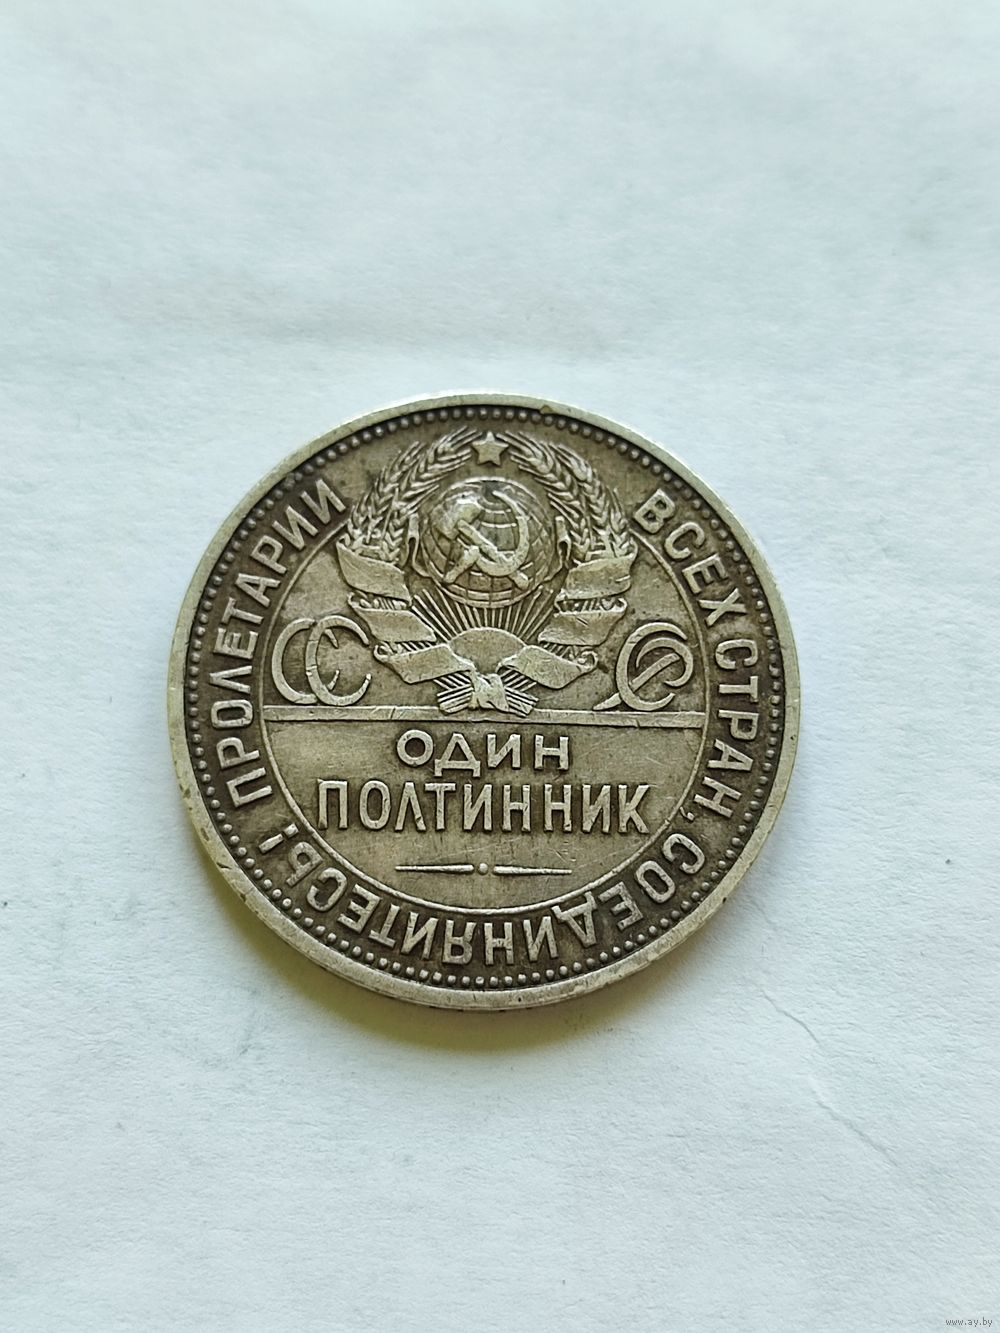 ПРОЛЕТАРИИ ВСЕХ СТРАН, СОЕДИНЯЙТЕСЬ!
СС СР
ОДИН
ПОЛТИННИК
www.ay.by